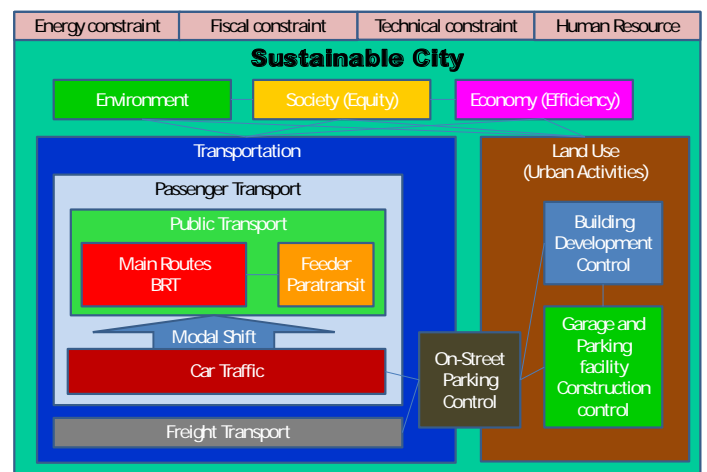 Energy constraint
Fiscal constraint
Technical constraint
Human Resource
Sustainable City
Environment
Society (Equity)
Economy (Efficiency)
Transportation
Passenger Transport
Public Transport
Main Routes
BRT
Feeder
Paratransit
Modal Shift
Car Traffic
Freight Transport
On-Street
Parking
Control
Land Use
(Urban Activities)
Building
Development
Control
Garage and
Parking
facility
Construction
control